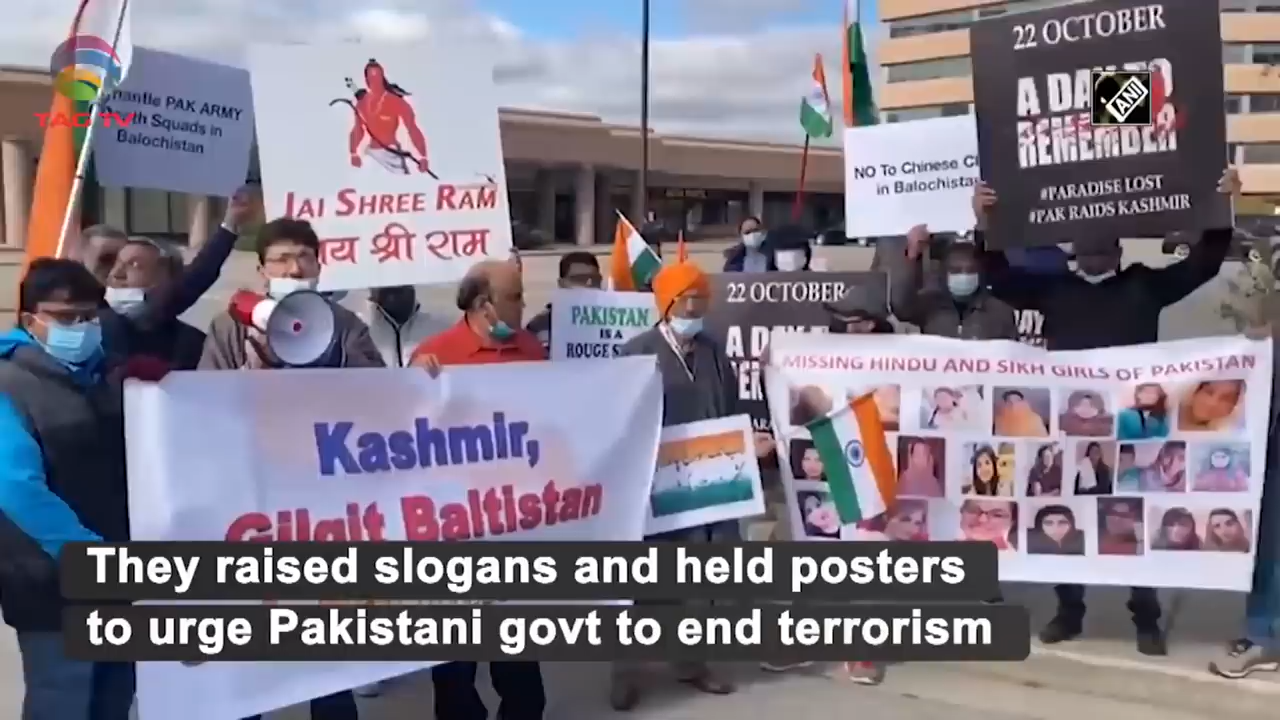 TAG TV
PAK ARMY
Squads in
Balochistan
JAI SHREE RAM
जय श्री राम
NO To Chinese
in Balochistan
22 OCTOBER
A DAY TO
REMEMBER
#PARADISE LOST
#PAK RAIDS KASHMIR
ANI
PAKISTAN
IS A
ROUGE
22 OCTOBER
A DAY
MISSING HINDU AND SIKH GIRLS OF PAKISTAN
Kashmir,
Gilgit Baltistan
They raised slogans and held posters
to urge Pakistani govt to end terrorism